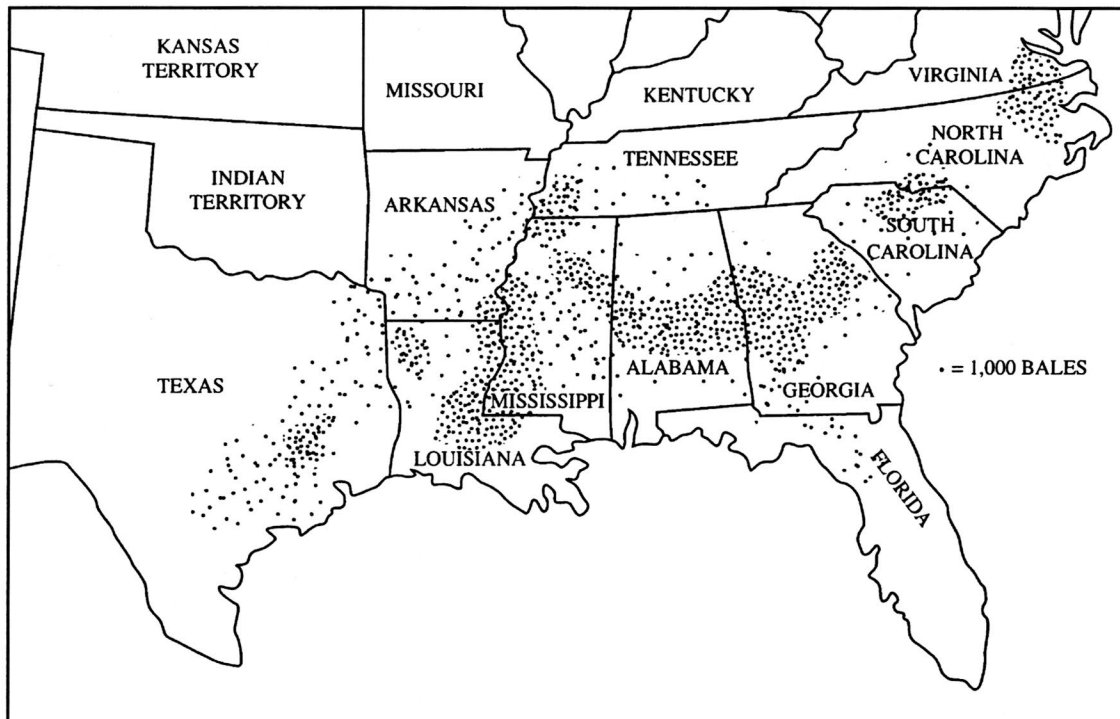 KANSAS
TERRITORY
MISSOURI
KENTUCKY
VIRGINIA
NORTH
CAROLINA
TENNESSEE
INDIAN
TERRITORY
ARKANSAS
SOUTH
CAROLINA
TEXAS
MISSISSIPPI
ALABAMA
GEORGIA
• = 1,000 BALES
LOUISIANA
FLORIDA